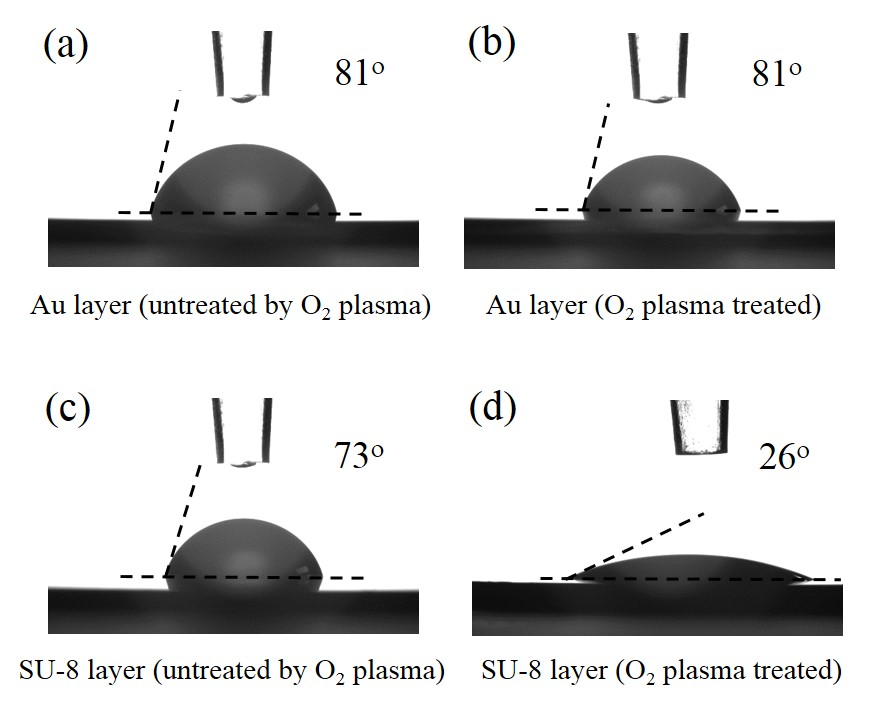 (a)
81°
(b)
81°
Au layer (untreated by O₂ plasma)
Au layer (O₂ plasma treated)
(c)
73°
(d)
26°
SU-8 layer (untreated by O₂ plasma)
SU-8 layer (O₂ plasma treated)